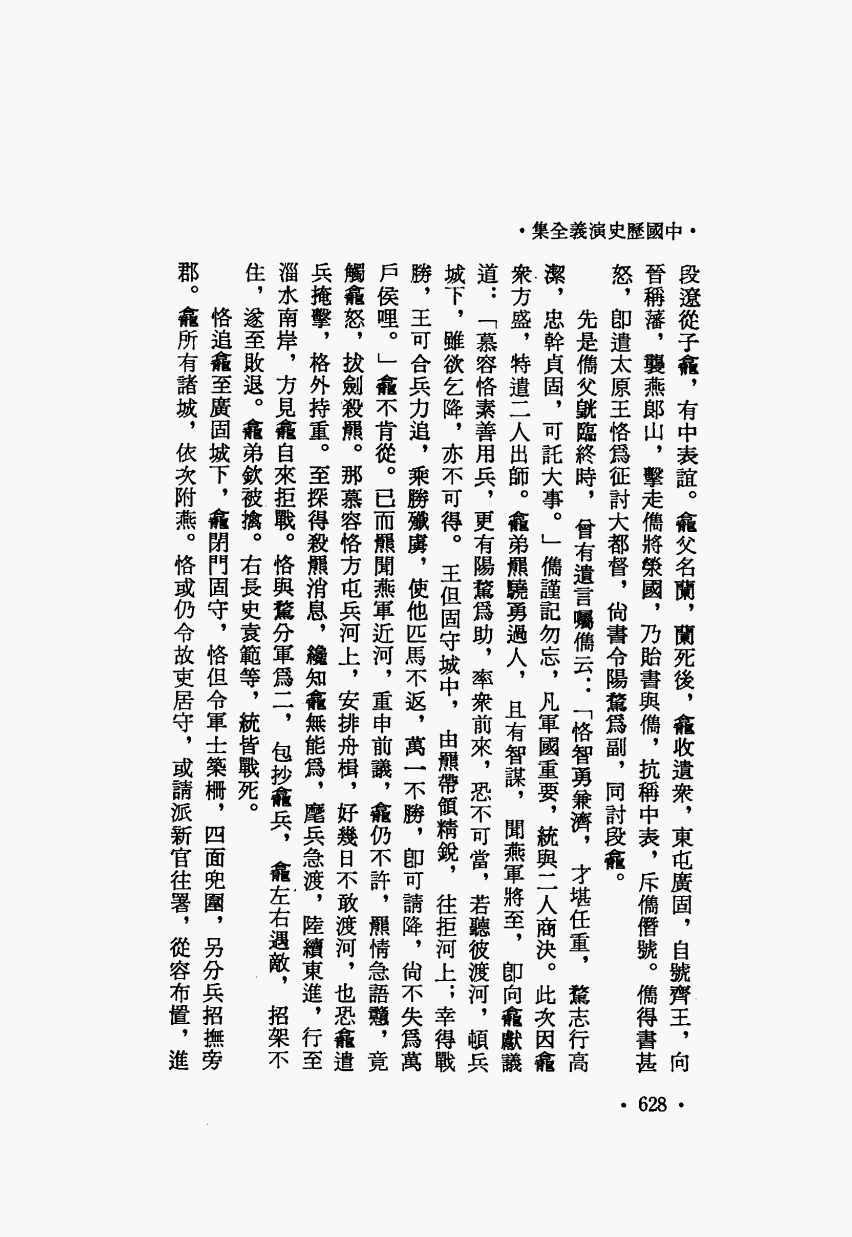 •中國歷史演義全集•
段遼從子龕，有中表誼。龕父名蘭，蘭死後，龕收遺衆，東屯廣固，自號齊王，向
晉稱藩，襲燕郎山，擊走儁將榮國，乃貽書與儁，抗稱中表，斥儁僭號。儁得書甚
怒，卽遣太原王恪爲征討大都督，尙書令陽騖爲副，同討段龕。
先是儁父皝臨終時，曾有遺言囑儁云：「恪智勇兼濟，才堪任重，騖志行高
潔，忠幹貞固，可託大事。」儁謹記勿忘，凡軍國重要，統與二人商決。此次因龕
衆方盛，特遣二人出師。龕弟羆驍勇過人，且有智謀，聞燕軍將至，卽向龕獻議
道：「慕容恪素善用兵，更有陽騖爲助，率衆前來，恐不可當，若聽彼渡河，頓兵
城下，雖欲乞降，亦不可得。王但固守城中，由羆帶領精銳，往拒河上；幸得戰
勝，王可合兵力追，乘勝殲虜，使他匹馬不返，萬一不勝，卽可請降，尙不失爲萬
戶侯哩。」龕不肯從。已而羆聞燕軍近河，重申前議，龕仍不許，羆情急語戇，竟
觸龕怒，拔劍殺羆。那慕容恪方屯兵河上，安排舟楫，好幾日不敢渡河，也恐龕遣
兵掩擊，格外持重。至探得殺羆消息，纔知龕無能爲，麾兵急渡，陸續東進，行至
淄水南岸，方見龕自來拒戰。恪與騖分軍爲二，包抄龕兵，龕左右遇敵，招架不
住，遂至敗退。龕弟欽被擒。右長史袁範等，統皆戰死。
恪追龕至廣固城下，龕閉門固守，恪但令軍士築柵，四面兜圍，另分兵招撫旁
郡。龕所有諸城，依次附燕。恪或仍令故吏居守，或請派新官往署，從容布置，進
•628•